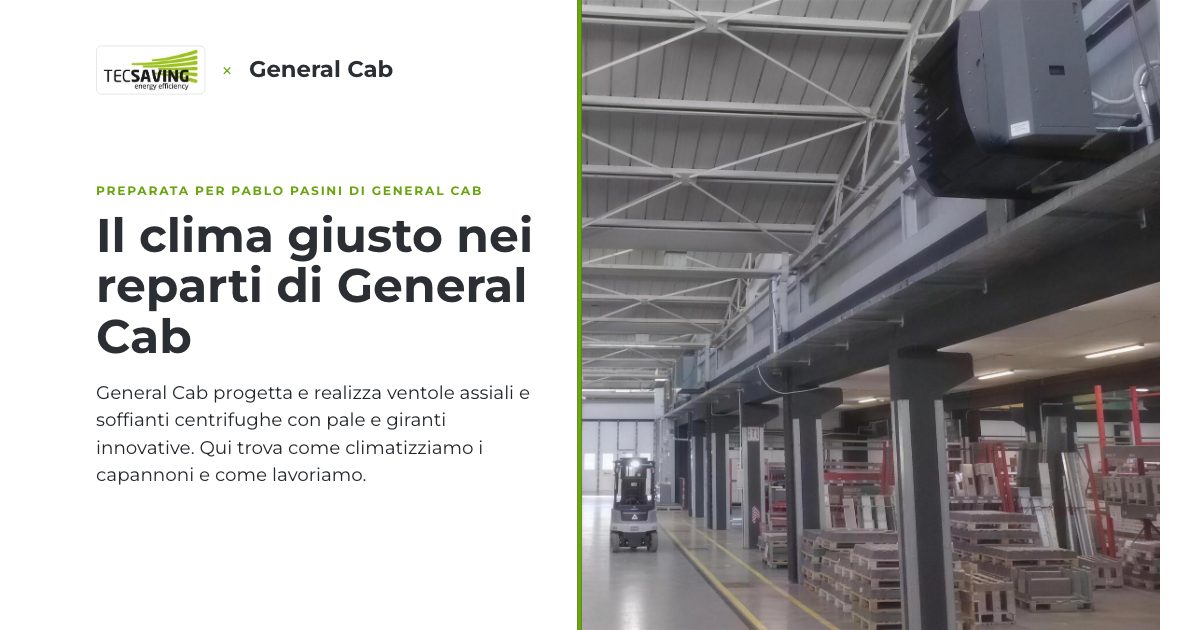 TECSAVING
energy efficiency
× General Cab
PREPARATA PER PABLO PASINI DI GENERAL CAB
Il clima giusto nei
reparti di General
Cab
General Cab progetta e realizza ventole assiali e
soffianti centrifughe con pale e giranti
innovative. Qui trova come climatizziamo i
capannoni e come lavoriamo.